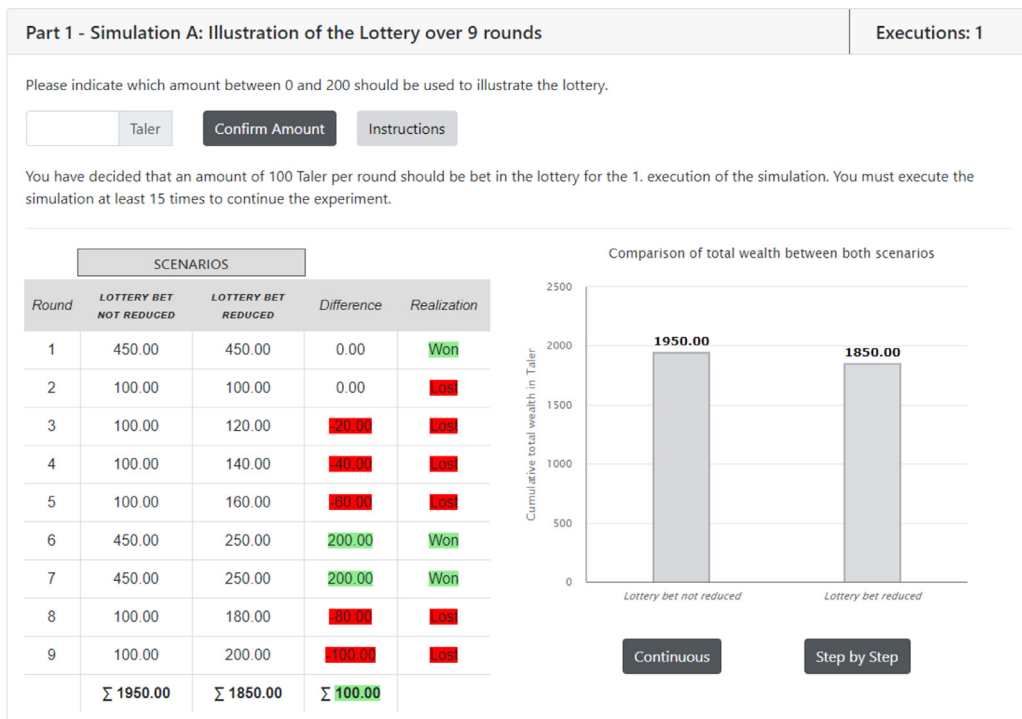 Part 1 - Simulation A: Illustration of the Lottery over 9 rounds
Executions: 1
Please indicate which amount between 0 and 200 should be used to illustrate the lottery.
Taler
Confirm Amount
Instructions
You have decided that an amount of 100 Taler per round should be bet in the lottery for the 1. execution of the simulation. You must execute the
simulation at least 15 times to continue the experiment.
SCENARIOS
Round LOTTERY BET NOT REDUCED LOTTERY BET REDUCED Difference Realization
1 450.00 450.00 0.00 Won
2 100.00 100.00 0.00 Lost
3 100.00 120.00 -20.00 Lost
4 100.00 140.00 -40.00 Lost
5 100.00 160.00 -60.00 Lost
6 450.00 250.00 200.00 Won
7 450.00 250.00 200.00 Won
8 100.00 180.00 -80.00 Lost
9 100.00 200.00 -100.00 Lost
∑ 1950.00 ∑ 1850.00 ∑ 100.00
Comparison of total wealth between both scenarios
Cumulative total wealth in Taler
2500
2000
1500
1000
500
0
1950.00
1850.00
Lottery bet not reduced
Lottery bet reduced
Continuous
Step by Step